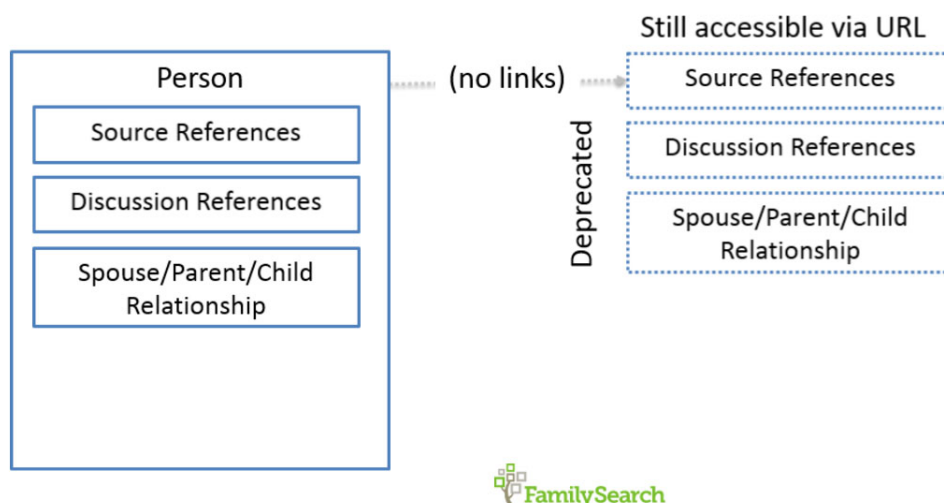 Person
Source References
Discussion References
Spouse/Parent/Child
Relationship
(no links)
Still accessible via URL
Deprecated
Source References
Discussion References
Spouse/Parent/Child
Relationship
FamilySearch